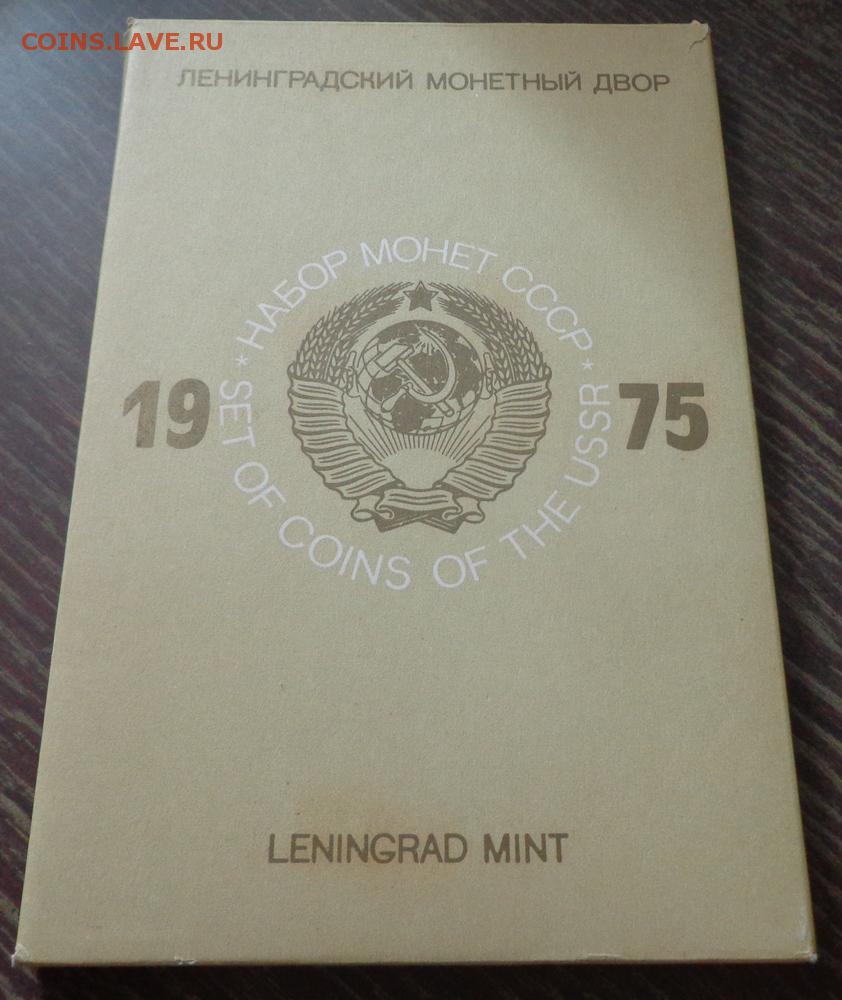 COINS.LAVE.RU
ЛЕНИНГРАДСКИЙ МОНЕТНЫЙ ДВОР
* НАБОР МОНЕТ СССР *
19 75
SET OF COINS OF THE USSR
LENINGRAD MINT